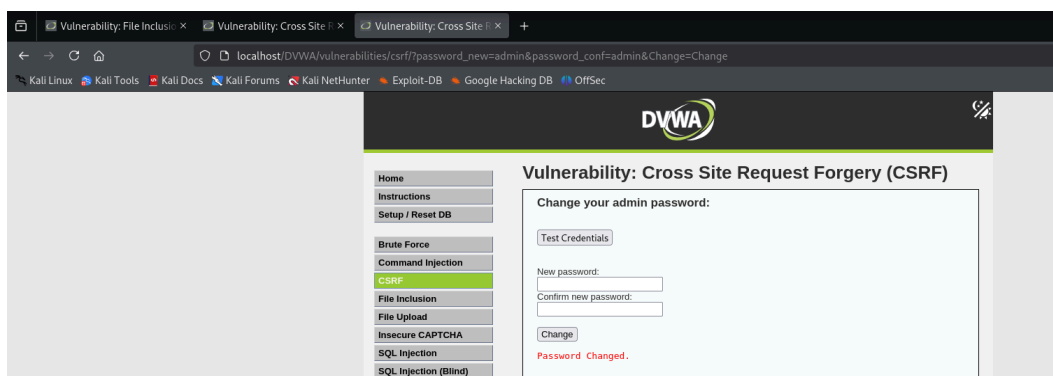 Vulnerability: File Inclusio
Vulnerability: Cross Site R
Vulnerability: Cross Site R
localhost/DVWA/vulnerabilities/csrf/?password_new=admin&password_conf=admin&Change=Change
Kali Linux Kali Tools Kali Docs Kali Forums Kali NetHunter Exploit-DB Google Hacking DB OffSec
DVWA
Home
Instructions
Setup / Reset DB
Brute Force
Command Injection
CSRF
File Inclusion
File Upload
Insecure CAPTCHA
SQL Injection
SQL Injection (Blind)
Vulnerability: Cross Site Request Forgery (CSRF)
Change your admin password:
Test Credentials
New password:
Confirm new password:
Change
Password Changed.